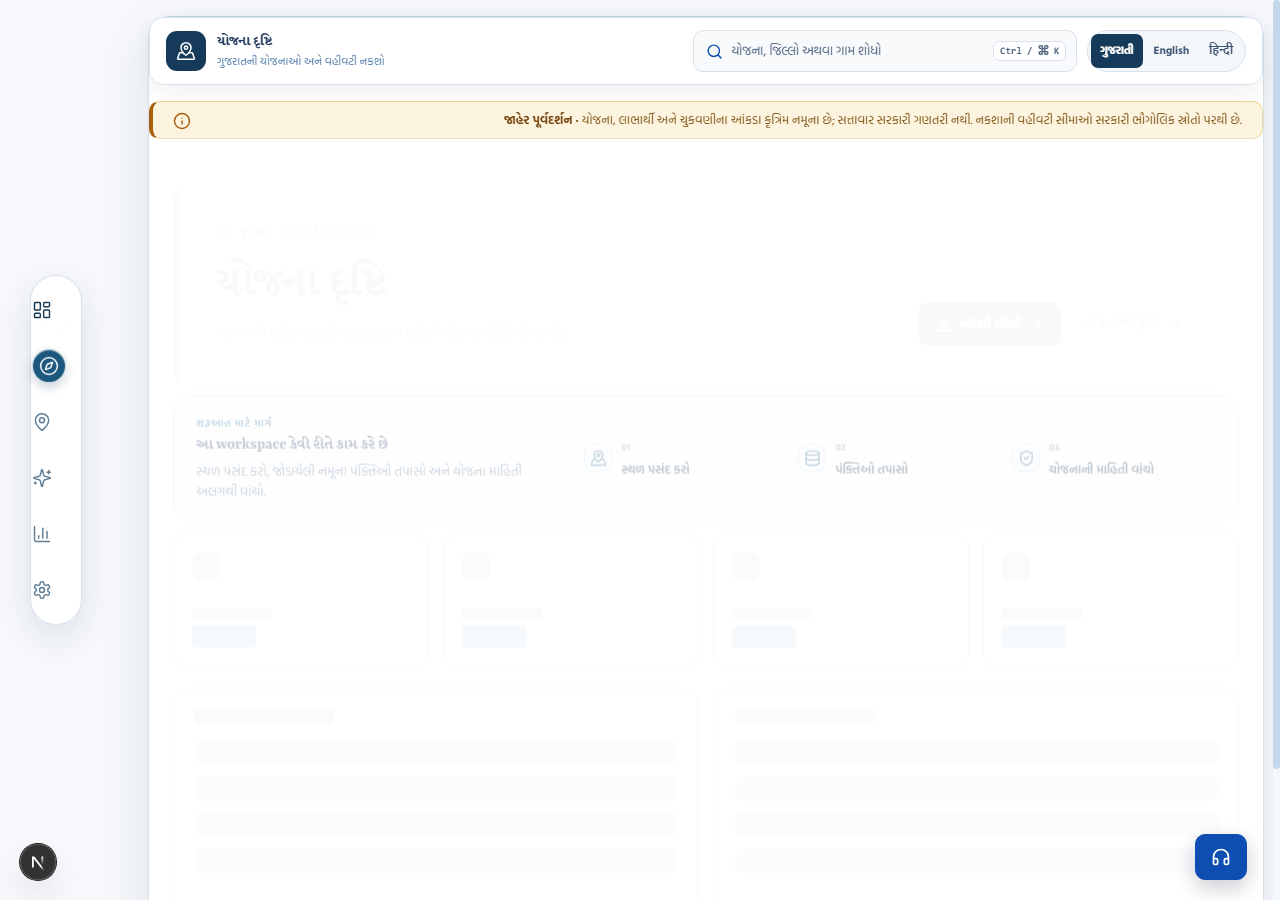 યોજના દૃષ્ટિ
ગુજરાતની યોજનાઓ અને વહીવટી નકશો
યોજના, જિલ્લો અથવા ગામ શોધો
Ctrl / ⌘ K
ગુજરાતી
English
हिन्दी
જાહેર પૂર્વદર્શન · યોજના, લાભાર્થી અને ચુકવણીના આંકડા કૃત્રિમ નમૂના છે; સત્તાવાર સરકારી ગણતરી નથી. નકશાની વહીવટી સીમાઓ સરકારી ભૌગોલિક સ્રોતો પરથી છે.
યોજના દૃષ્ટિ
નકશો ખોલો
શરૂઆત માટે માર્ગ
આ workspace કેવી રીતે કામ કરે છે
સ્થળ પસંદ કરો, જોડાયેલી નમૂના પંક્તિઓ તપાસો અને યોજના માહિતી
અલગથી વાંચો.
01
સ્થળ પસંદ કરો
02
પંક્તિઓ તપાસો
03
યોજનાની માહિતી વાંચો
N